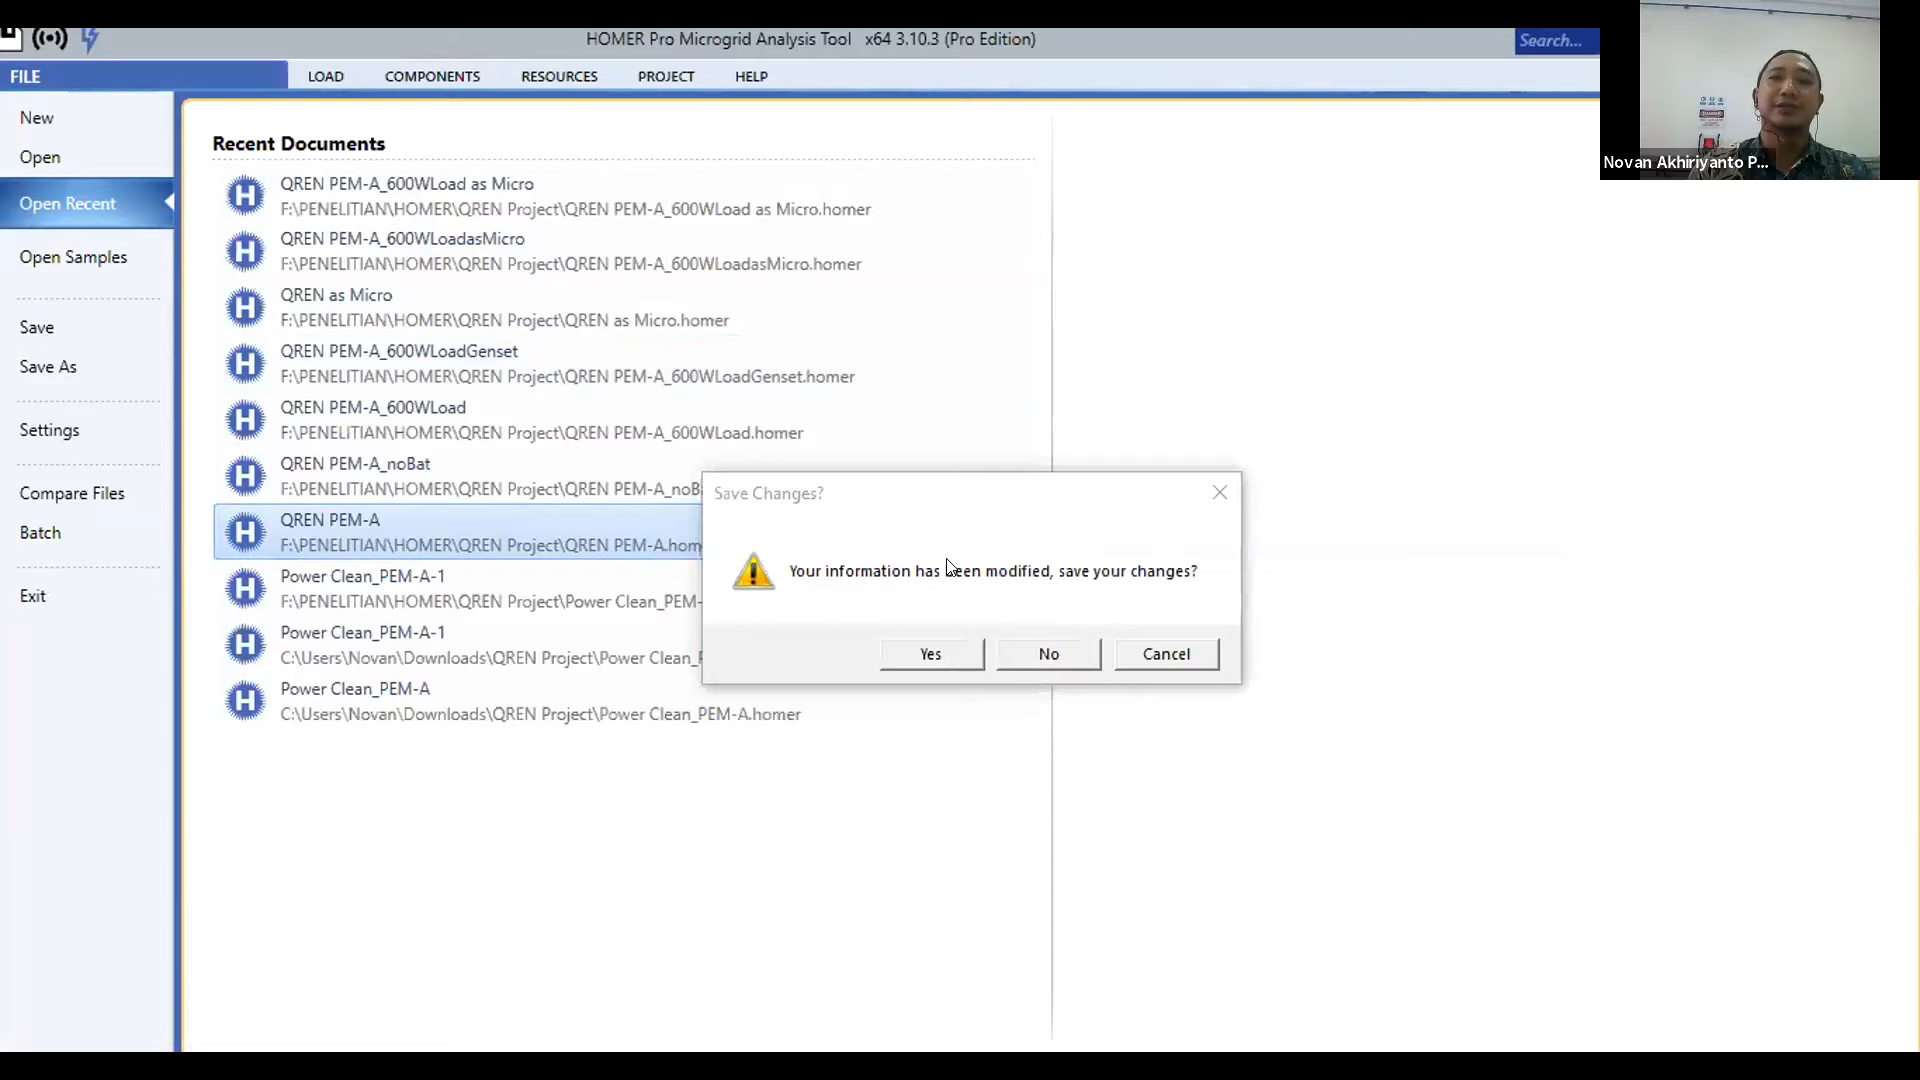 HOMER Pro Microgrid Analysis Tool x64 3.10.3 (Pro Edition)
Search...
FILE
LOAD
COMPONENTS
RESOURCES
PROJECT
HELP
New
Open
Open Recent
Open Samples
Save
Save As
Settings
Compare Files
Batch
Exit
Recent Documents
QREN PEM-A_600WLoad as Micro
F:\PENELITIAN\HOMER\QREN Project\QREN PEM-A_600WLoad as Micro.homer
QREN PEM-A_600WLoadasMicro
F:\PENELITIAN\HOMER\QREN Project\QREN PEM-A_600WLoadasMicro.homer
QREN as Micro
F:\PENELITIAN\HOMER\QREN Project\QREN as Micro.homer
QREN PEM-A_600WLoadGenset
F:\PENELITIAN\HOMER\QREN Project\QREN PEM-A_600WLoadGenset.homer
QREN PEM-A_600WLoad
F:\PENELITIAN\HOMER\QREN Project\QREN PEM-A_600WLoad.homer
QREN PEM-A_noBat
F:\PENELITIAN\HOMER\QREN Project\QREN PEM-A_noB
QREN PEM-A
F:\PENELITIAN\HOMER\QREN Project\QREN PEM-A.hom
Power Clean_PEM-A-1
F:\PENELITIAN\HOMER\QREN Project\Power Clean_PEM-
Power Clean_PEM-A-1
C:\Users\Novan\Downloads\QREN Project\Power Clean_P
Power Clean_PEM-A
C:\Users\Novan\Downloads\QREN Project\Power Clean_PEM-A.homer
Save Changes?
Your information has been modified, save your changes?
Yes
No
Cancel
Novan Akhiriyanto P...